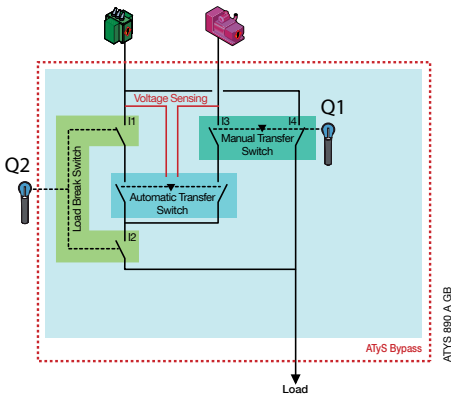 Voltage Sensing
Q1
I1
I3
I4
Manual Transfer
Switch
Q2
Load Break Switch
Automatic Transfer
Switch
I2
ATyS Bypass
ATYS 890 A GB
Load